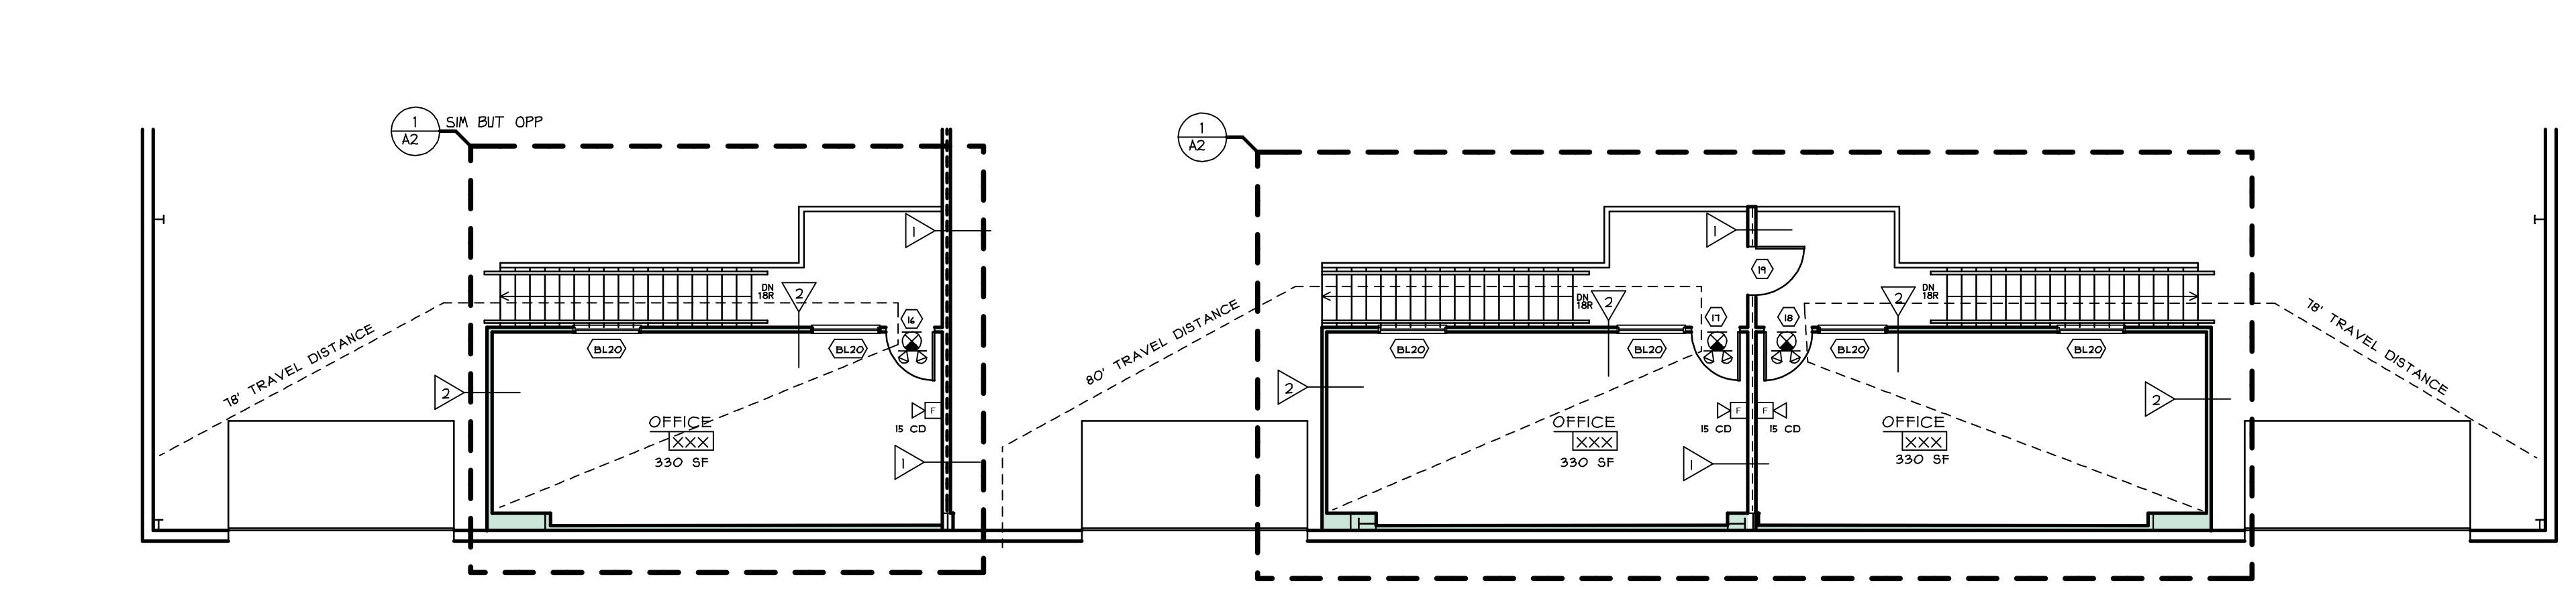 1
A2
SIM BUT OPP
1
A2
1
1
19
DN
18R
2
DN
18R
2
2
DN
18R
16
17
18
BL20
BL20
BL20
BL20
BL20
BL20
78' TRAVEL DISTANCE
80' TRAVEL DISTANCE
78' TRAVEL DISTANCE
2
2
2
F
15 CD
F
15 CD
F
15 CD
OFFICE
XXX
330 SF
OFFICE
XXX
330 SF
OFFICE
XXX
330 SF
1
1